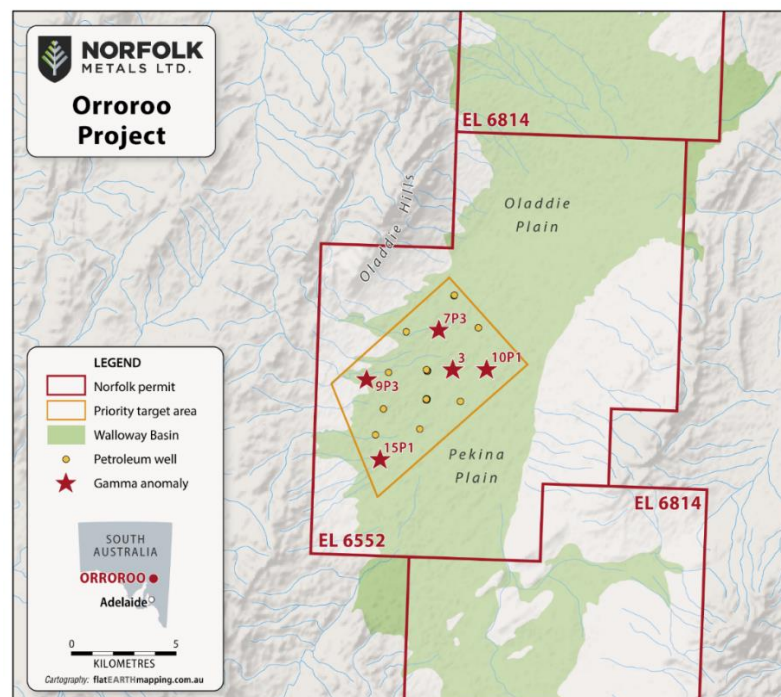 NORFOLK
METALS LTD.
Orroroo
Project
EL 6814
Oladdie
Plain
Oladdie Hills
7P3
3
10P1
9P3
15P1
Pekina
Plain
EL 6814
EL 6552
LEGEND
Norfolk permit
Priority target area
Walloway Basin
Petroleum well
Gamma anomaly
SOUTH
AUSTRALIA
ORROROO
Adelaide
0 5
KILOMETRES
Cartography: flatEARTHmapping.com.au